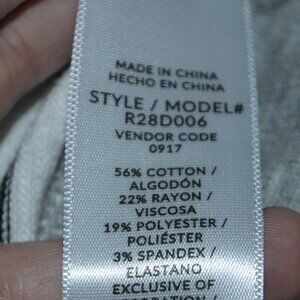 MADE IN CHINA
HECHO EN CHINA
STYLE / MODEL#
R28D006
VENDOR CODE
0917
56% COTTON /
ALGODÓN
22% RAYON /
VISCOSA
19% POLYESTER /
POLIÉSTER
3% SPANDEX /
ELASTANO
EXCLUSIVE OF